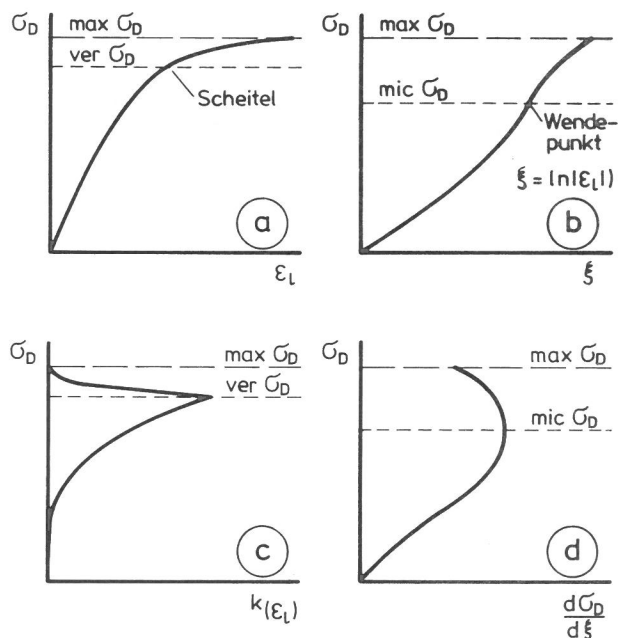 σD
max σD
ver σD
Scheitel
a
εl
σD
max σD
mic σD
Wende-
punkt
ξ = ln|εl|)
b
ξ
σD
max σD
ver σD
c
k(εl)
σD
max σD
mic σD
d
dσD
dξ